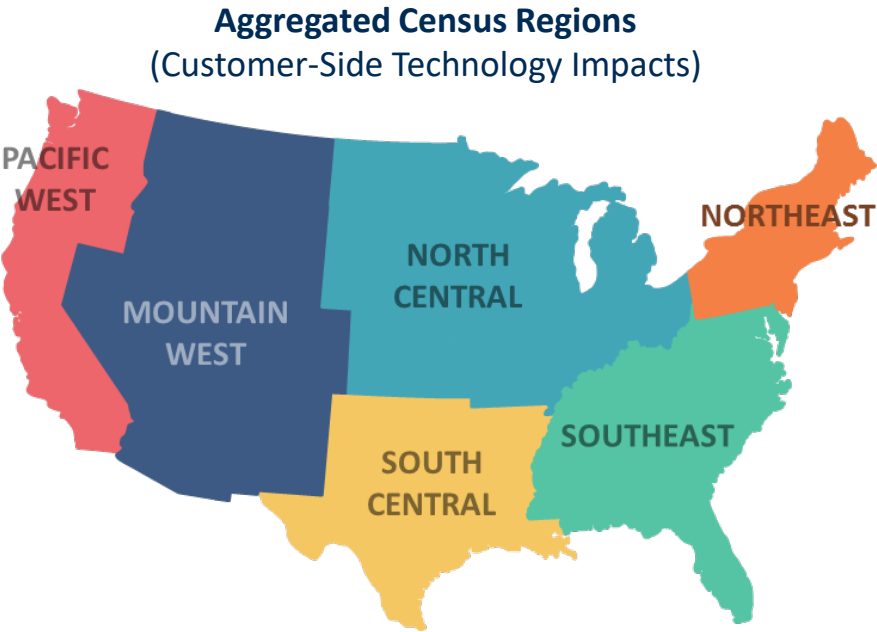 Aggregated Census Regions
(Customer-Side Technology Impacts)
PACIFIC
WEST
MOUNTAIN
WEST
NORTH
CENTRAL
NORTHEAST
SOUTH
CENTRAL
SOUTHEAST